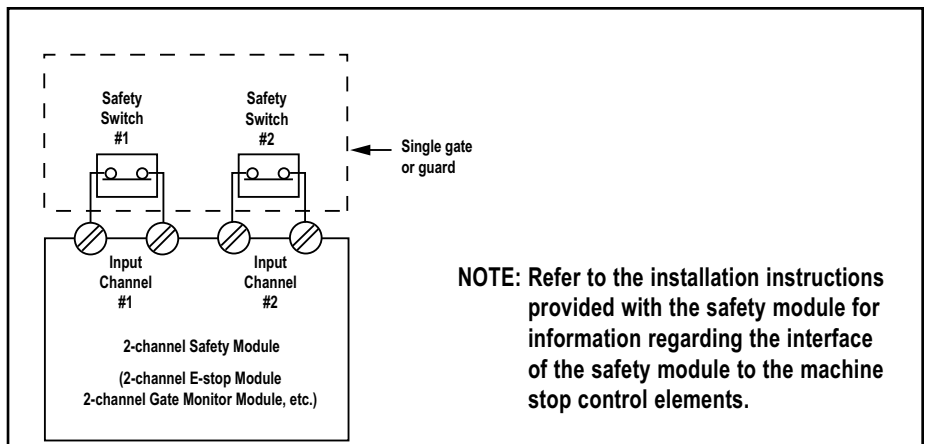 Safety
Switch
#1
Safety
Switch
#2
Single gate
or guard
Input
Channel
#1
Input
Channel
#2
2-channel Safety Module
(2-channel E-stop Module
2-channel Gate Monitor Module, etc.)
NOTE: Refer to the installation instructions
provided with the safety module for
information regarding the interface
of the safety module to the machine
stop control elements.